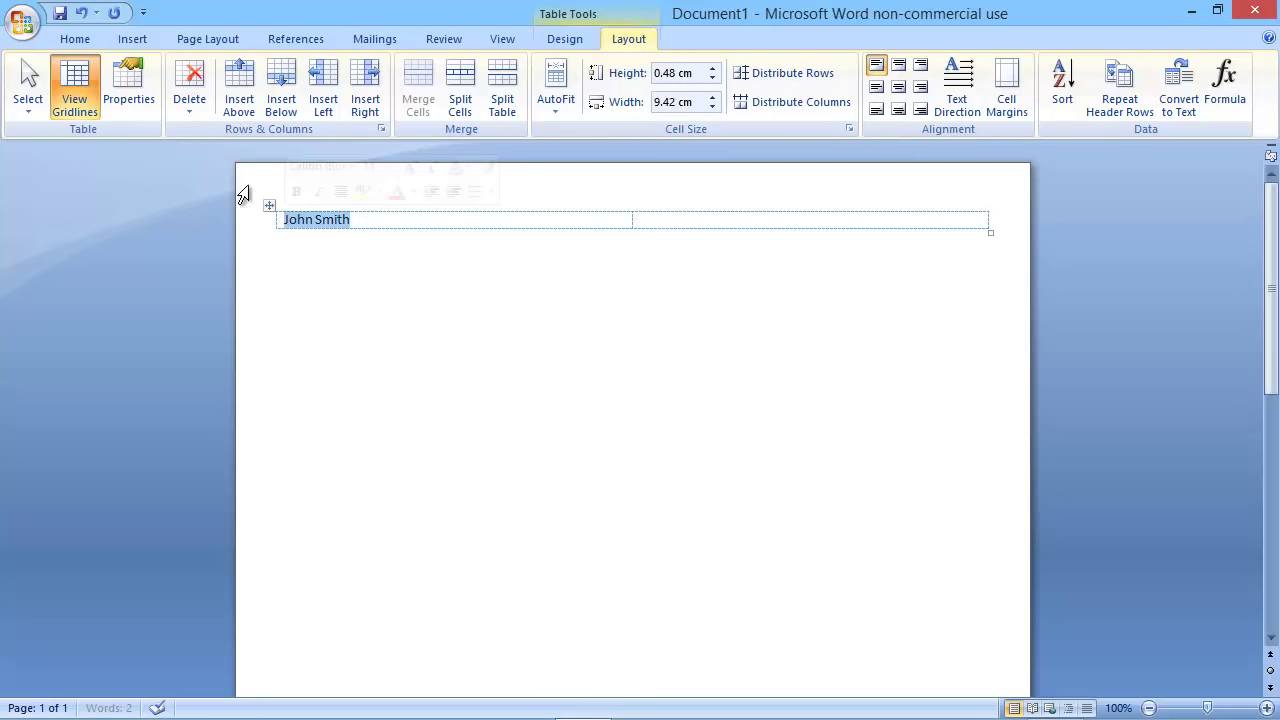 Table Tools
Document1 - Microsoft Word non-commercial use
Home Insert Page Layout References Mailings Review View Design Layout
Select
View Gridlines
Properties
Table
Delete
Insert Above
Insert Below
Insert Left
Insert Right
Rows & Columns
Merge Cells
Split Cells
Split Table
Merge
AutoFit
Height: 0.48 cm
Width: 9.42 cm
Distribute Rows
Distribute Columns
Cell Size
Text Direction
Cell Margins
Alignment
Sort
Repeat Header Rows
Convert to Text
Formula
Data
John Smith
Page: 1 of 1 Words: 2 100%